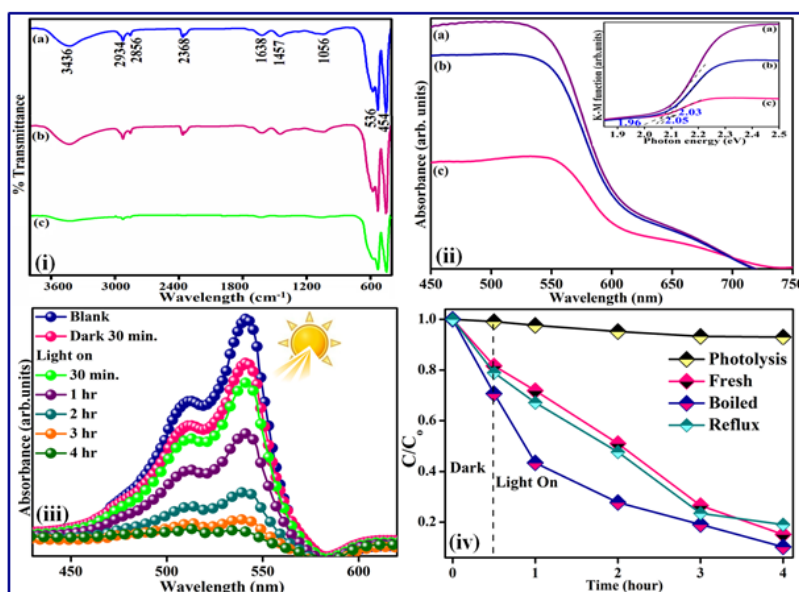 (a)
3436
2934
2856
2368
1638
1457
1056
(b)
536
454
(c)
% Transmittance
(i)
3600 3000 2400 1800 1200 600
Wavelength (cm-1)
(a)
(b)
(c)
Absorbance (arb. units)
(ii)
450 500 550 600 650 700 750
Wavelength (nm)
K-M function (arb.units)
(a)
(b)
(c)
2.03
1.96
2.05
1.9 2.0 2.1 2.2 2.3 2.4 2.5
Photon energy (eV)
Blank
Dark 30 min.
Light on
30 min.
1 hr
2 hr
3 hr
4 hr
Absorbance (arb.units)
(iii)
450 500 550 600
Wavelength (nm)
1.0
0.8
0.6
0.4
0.2
C/C°
Photolysis
Fresh
Boiled
Reflux
Dark
Light On
(iv)
0 1 2 3 4
Time (hour)